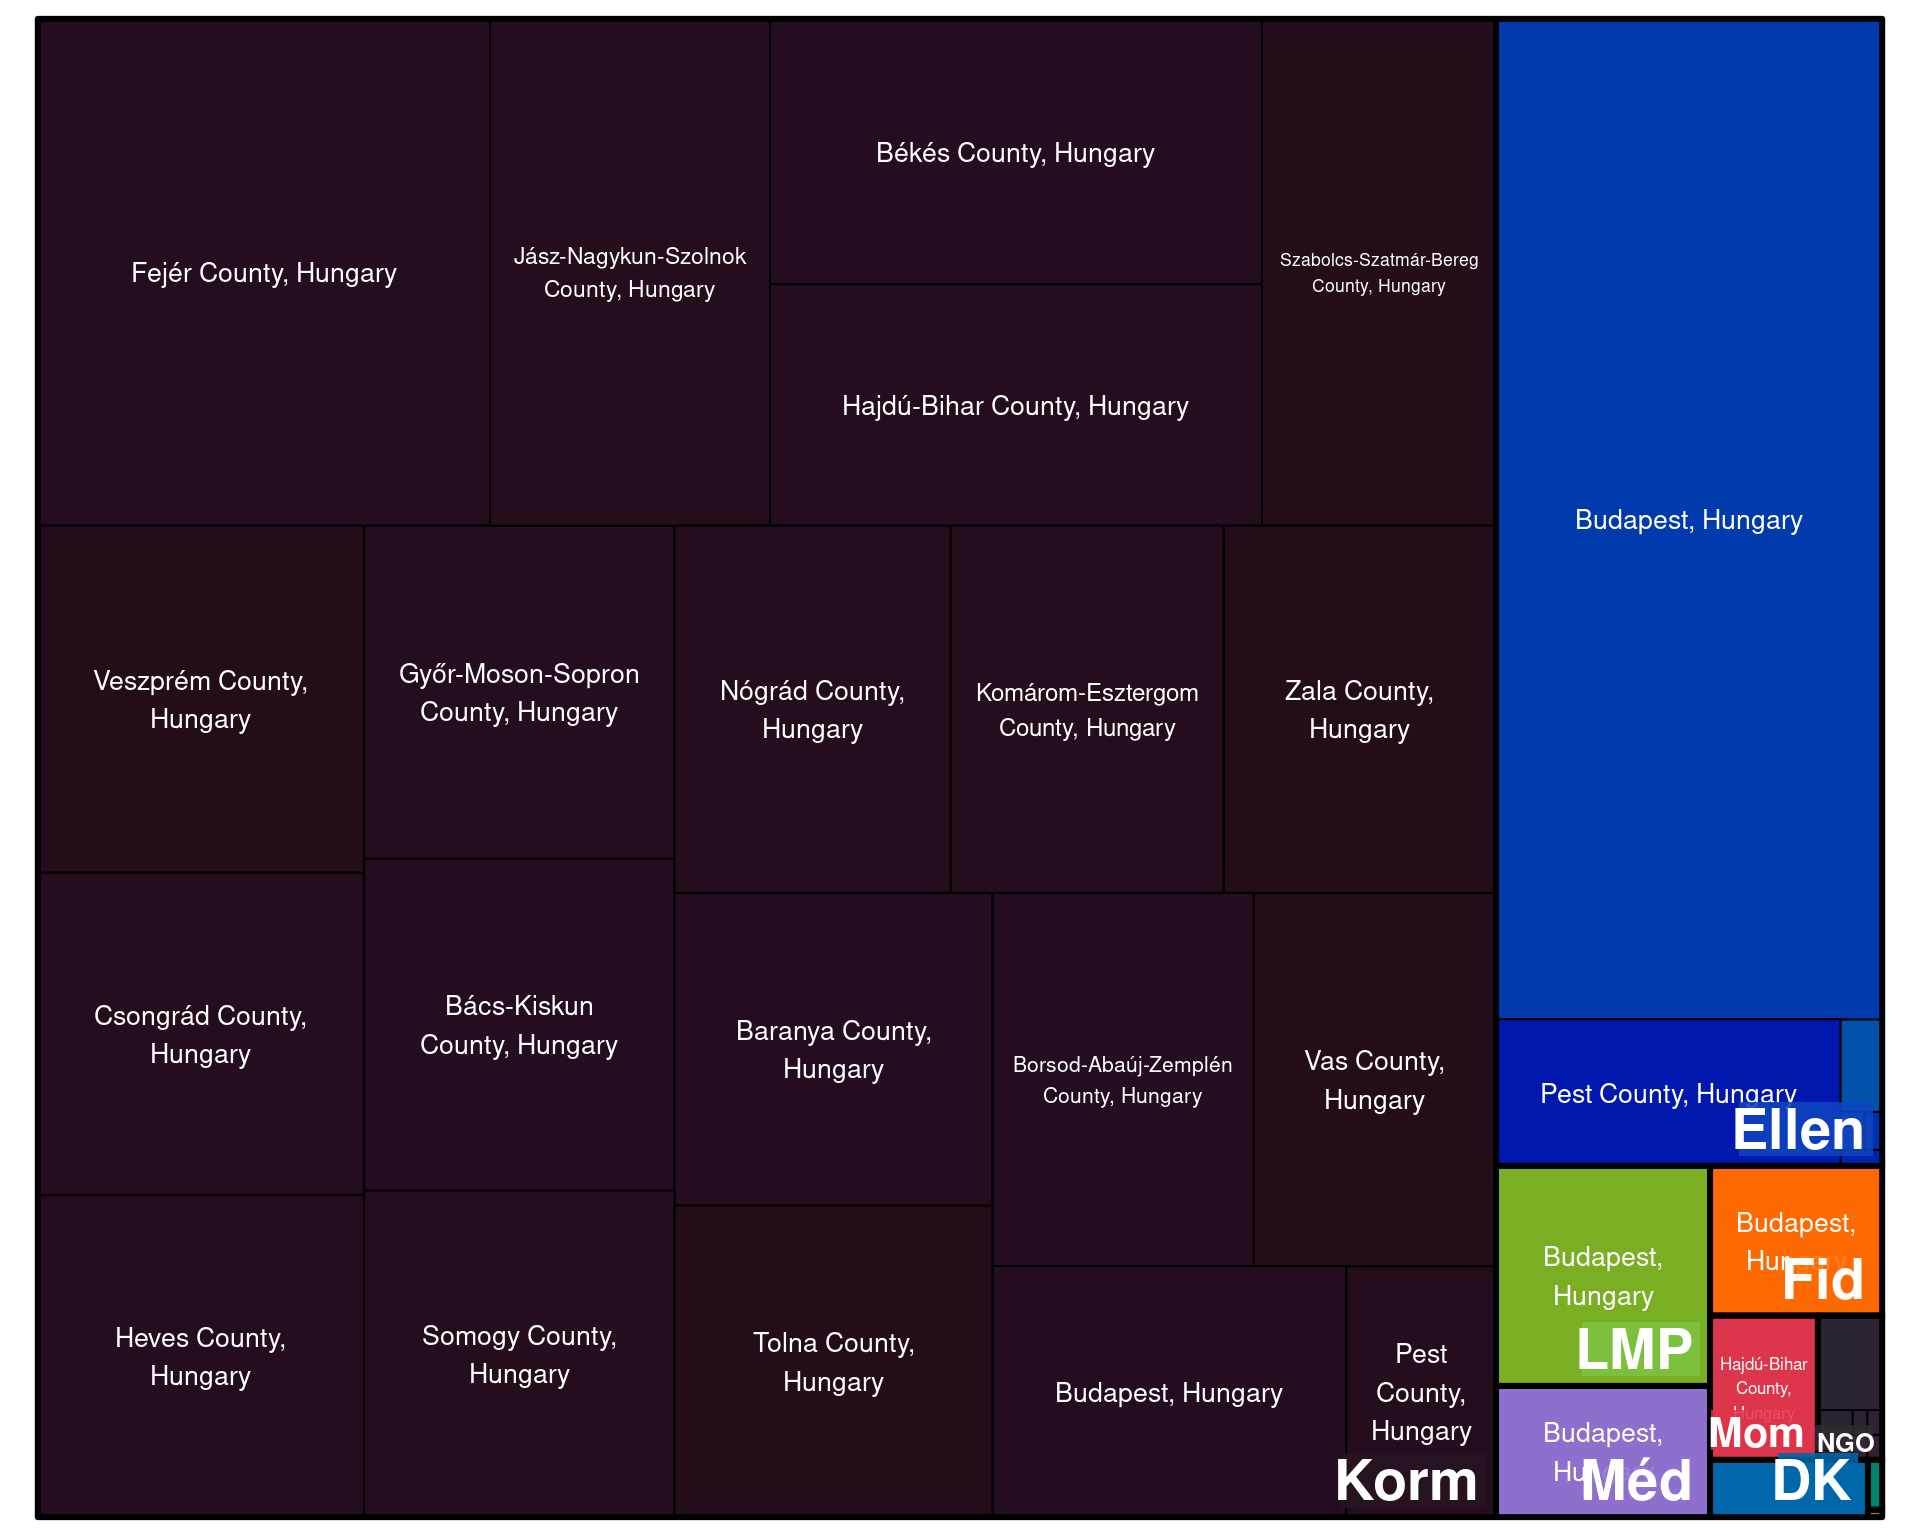 Fejér County, Hungary
Jász-Nagykun-Szolnok
County, Hungary
Békés County, Hungary
Hajdú-Bihar County, Hungary
Szabolcs-Szatmár-Bereg
County, Hungary
Veszprém County,
Hungary
Győr-Moson-Sopron
County, Hungary
Nógrád County,
Hungary
Komárom-Esztergom
County, Hungary
Zala County,
Hungary
Csongrád County,
Hungary
Bács-Kiskun
County, Hungary
Baranya County,
Hungary
Borsod-Abaúj-Zemplén
County, Hungary
Vas County,
Hungary
Heves County,
Hungary
Somogy County,
Hungary
Tolna County,
Hungary
Budapest, Hungary
Pest
County,
Hungary
Korm
Budapest, Hungary
Pest County, Hungary
Ellen
Budapest,
Hungary
LMP
Budapest,
Hungary
Fid
Hajdú-Bihar
County,
Hungary
Mom
NGO
Budapest,
Méd
DK